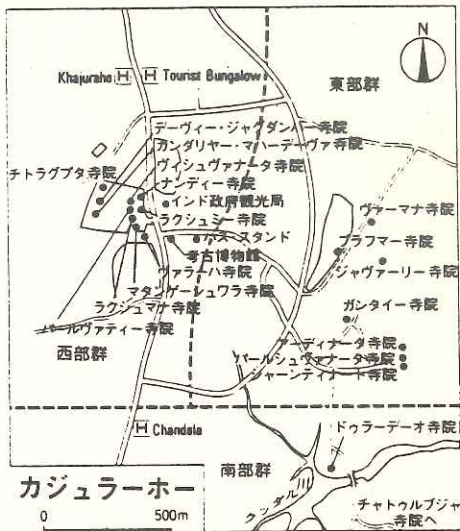 N
東部群
Khajuraho H H Tourist Bungalow
デーヴィー・ジャグダンバー寺院
ガンダリヤー・マハーデーヴァ寺院
ヴィシュヴァナータ寺院
チトラグプタ寺院
ナンディー寺院
インド政府観光局
ラクシュミー寺院
バス・スタンド
考古博物館
ヴァラーハ寺院
マタンゲーシュワラ寺院
ラクシュマナ寺院
パールヴァティー寺院
西部群
ヴァーマナ寺院
ブラフマー寺院
ジャヴァーリー寺院
ガンタイー寺院
アーディナータ寺院
パールシュヴァナータ寺院
シャーンティナート寺院
H Chandela
ドゥラーデーオ寺院
南部群
クッダル川
チャトゥルブジャ
寺院へ
カジュラーホー
0 500m